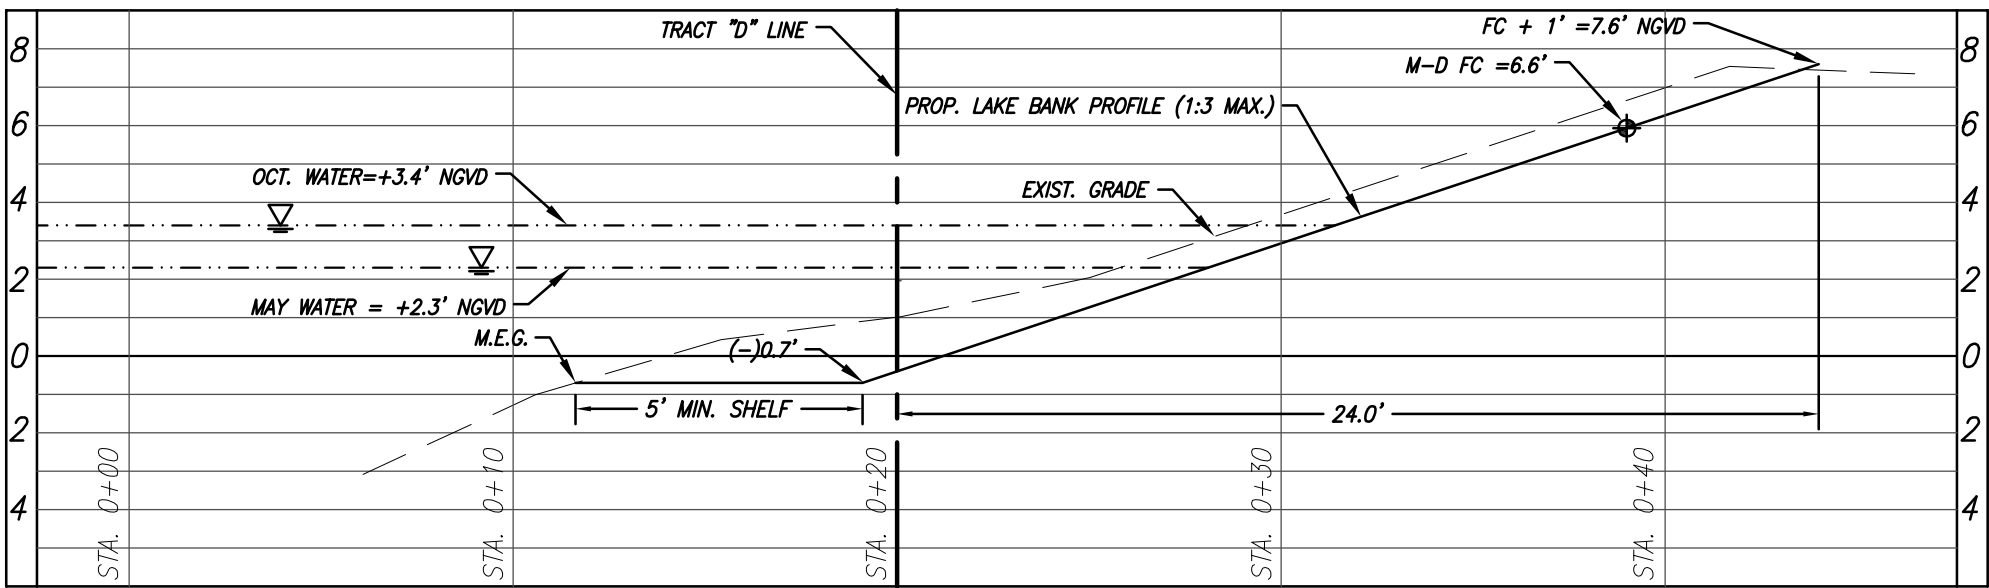 TRACT "D" LINE
FC + 1' =7.6' NGVD
M-D FC =6.6'
PROP. LAKE BANK PROFILE (1:3 MAX.)
OCT. WATER=+3.4' NGVD
EXIST. GRADE
MAY WATER = +2.3' NGVD
M.E.G.
(-)0.7'
5' MIN. SHELF
24.0'
8
6
4
2
0
2
4
8
6
4
2
0
2
4
STA. 0+00
STA. 0+10
STA. 0+20
STA. 0+30
STA. 0+40